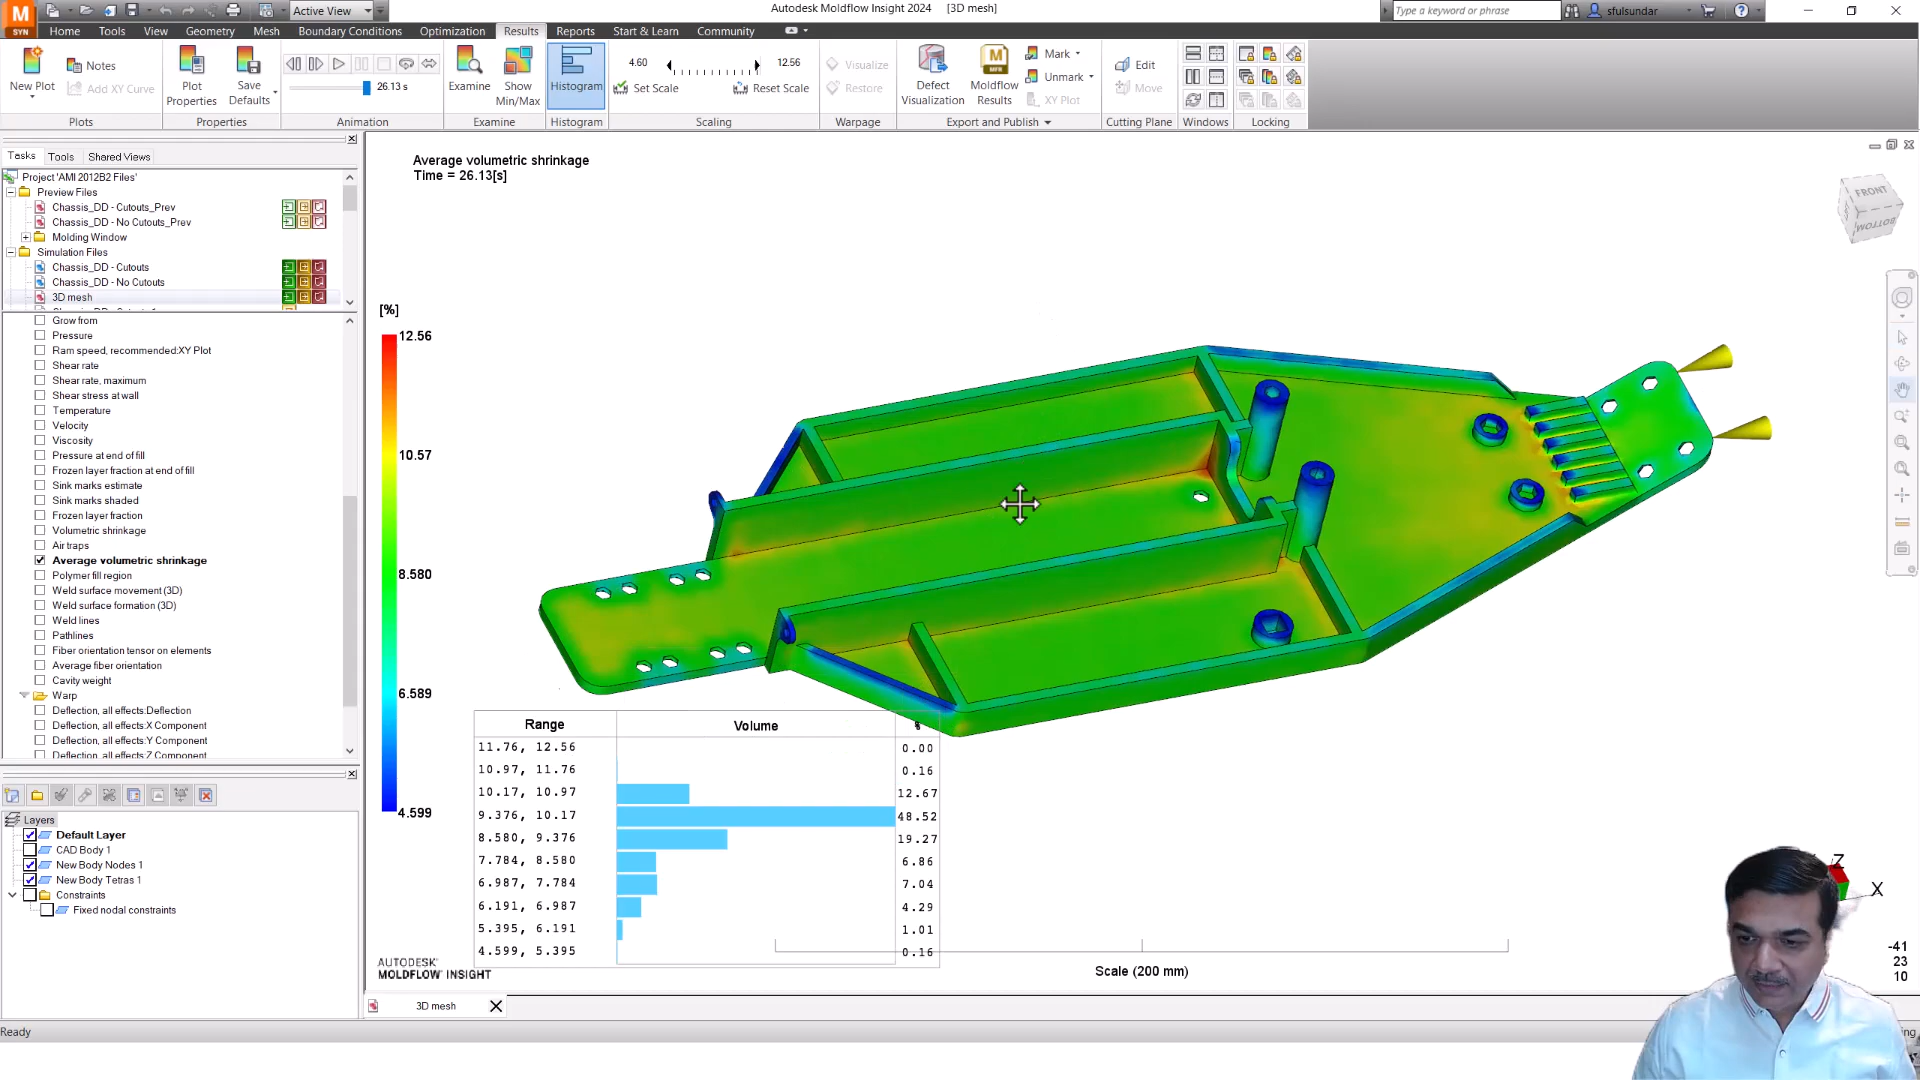 M
SYN
Active View
Autodesk Moldflow Insight 2024 [3D mesh]
Type a keyword or phrase
sfulsundar
Home Tools View Geometry Mesh Boundary Conditions Optimization Results Reports Start & Learn Community
New Plot
Notes
Add XY Curve
Plots
Plot Properties
Save Defaults
Properties
26.13 s
Animation
Examine
Show Min/Max
Examine
Histogram
Histogram
4.60 12.56
Set Scale Reset Scale
Scaling
Visualize
Restore
Warpage
Defect Visualization
Moldflow Results
Mark
Unmark
XY Plot
Export and Publish
Edit
Move
Cutting Plane
Windows
Locking
Tasks Tools Shared Views
Project 'AMI 2012B2 Files'
Preview Files
Chassis_DD - Cutouts_Prev
Chassis_DD - No Cutouts_Prev
Molding Window
Simulation Files
Chassis_DD - Cutouts
Chassis_DD - No Cutouts
3D mesh
Grow from
Pressure
Ram speed, recommended:XY Plot
Shear rate
Shear rate, maximum
Shear stress at wall
Temperature
Velocity
Viscosity
Pressure at end of fill
Frozen layer fraction at end of fill
Sink marks estimate
Sink marks shaded
Frozen layer fraction
Volumetric shrinkage
Air traps
Average volumetric shrinkage
Polymer fill region
Weld surface movement (3D)
Weld surface formation (3D)
Weld lines
Pathlines
Fiber orientation tensor on elements
Average fiber orientation
Cavity weight
Warp
Deflection, all effects:Deflection
Deflection, all effects:X Component
Deflection, all effects:Y Component
Deflection, all effects:Z Component
Layers
Default Layer
CAD Body 1
New Body Nodes 1
New Body Tetras 1
Constraints
Fixed nodal constraints
Average volumetric shrinkage
Time = 26.13[s]
[%]
12.56
10.57
8.580
6.589
4.599
FRONT
BOTTOM
Range Volume %
11.76, 12.56 0.00
10.97, 11.76 0.16
10.17, 10.97 12.67
9.376, 10.17 48.52
8.580, 9.376 19.27
7.784, 8.580 6.86
6.987, 7.784 7.04
6.191, 6.987 4.29
5.395, 6.191 1.01
4.599, 5.395 0.16
AUTODESK
MOLDFLOW INSIGHT
Scale (200 mm)
Z
X
-41
23
10
3D mesh
Ready